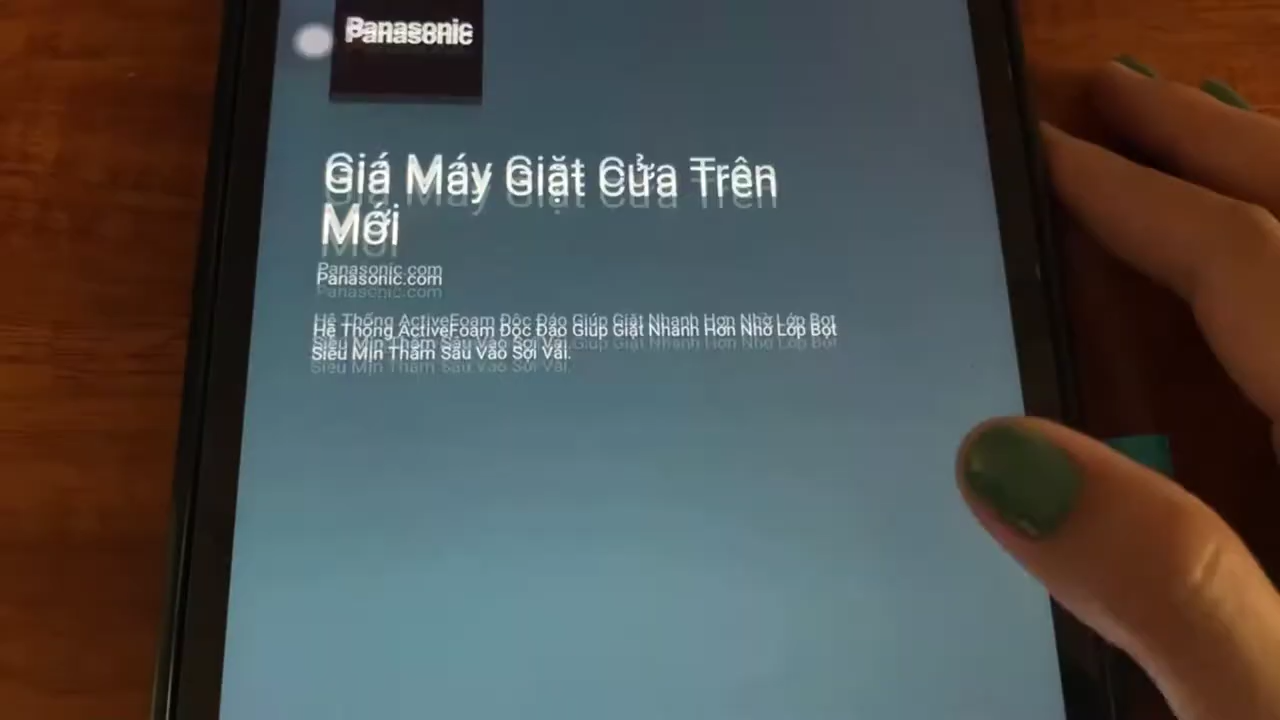 Panasonic
Giá Máy Giặt Cửa Trên
Mới
Panasonic.com
Hệ Thống ActiveFoam Độc Đáo Giúp Giặt Nhanh Hơn Nhờ Lớp Bọt
Siêu Mịn Thấm Sâu Vào Sợi Vải.